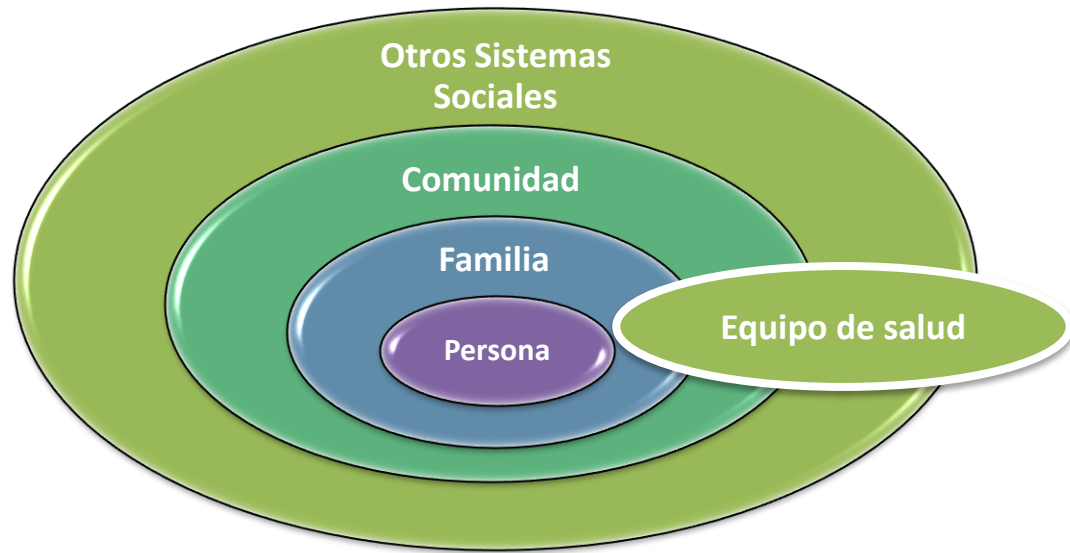 Otros Sistemas
Sociales
Comunidad
Familia
Equipo de salud
Persona